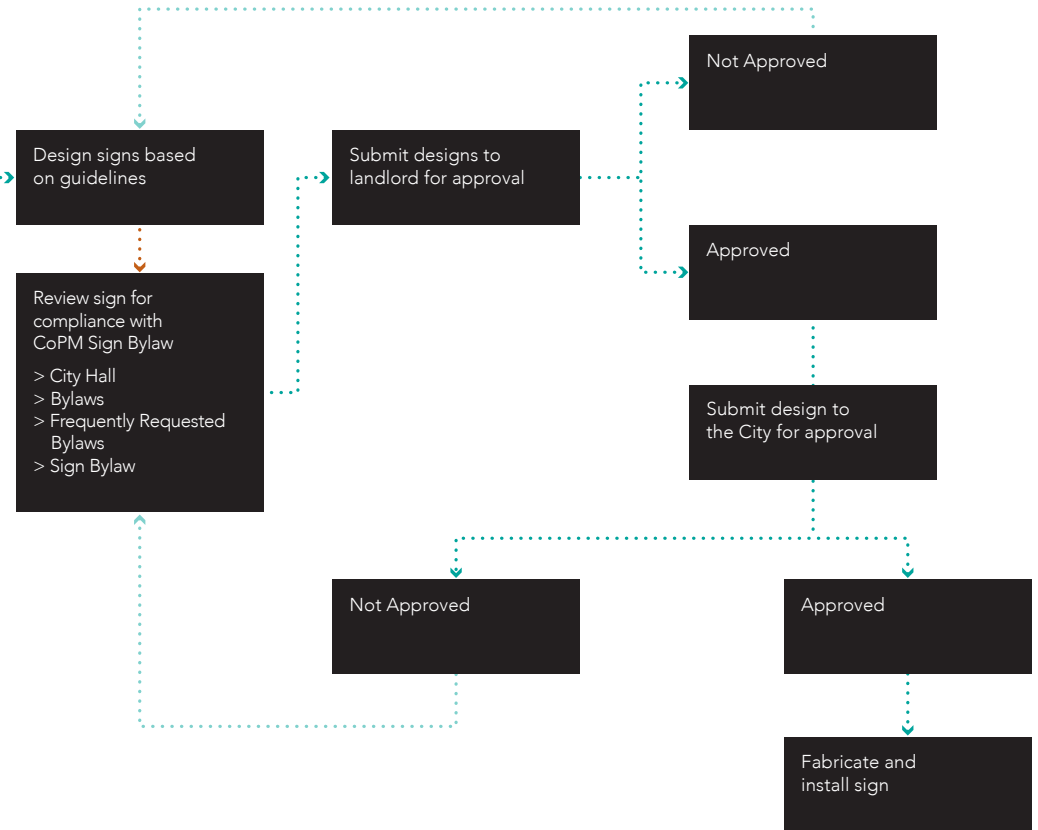 Not Approved
Design signs based
on guidelines
Submit designs to
landlord for approval
Approved
Review sign for
compliance with
CoPM Sign Bylaw
> City Hall
> Bylaws
> Frequently Requested
Bylaws
> Sign Bylaw
Submit design to
the City for approval
Not Approved
Approved
Fabricate and
install sign